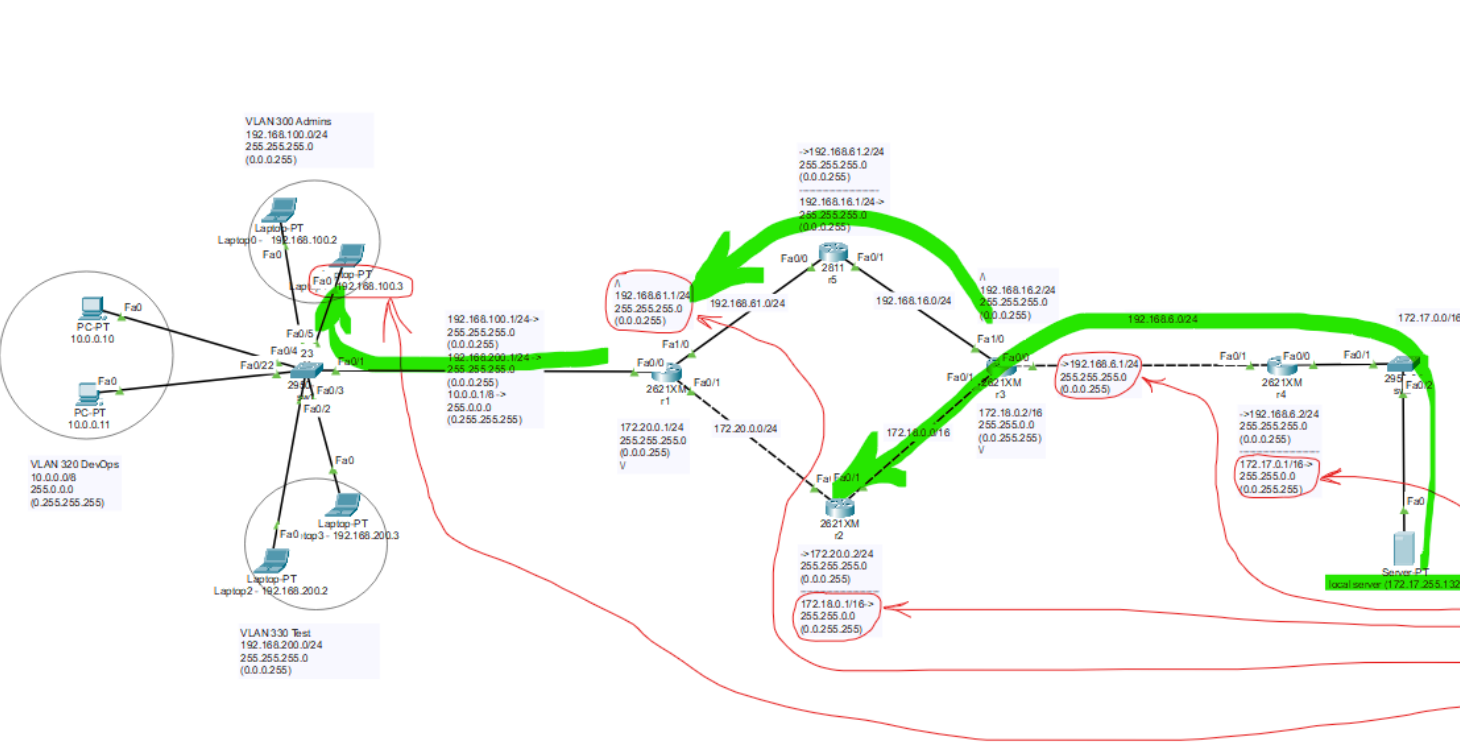 VLAN 300 Admins
192.168.100.0/24
255.255.255.0
(0.0.0.255)
Laptop-PT
Laptop0 - 192.168.100.2
Fa0
Fa0
192.168.100.3
Fa0/5
Fa0/4
23
Fa0/22
Fa0/1
Fa0/3
Fa0/2
PC-PT
10.0.0.10
Fa0
PC-PT
10.0.0.11
Fa0
VLAN 320 DevOps
10.0.0.0/8
255.0.0.0
(0.255.255.255)
Fa0
Laptop-PT
top3 - 192.168.200.3
Fa0
Laptop-PT
Laptop2 - 192.168.200.2
VLAN 330 Test
192.168.200.0/24
255.255.255.0
(0.0.0.255)
192.168.100.1/24->
255.255.255.0
(0.0.0.255)
192.168.200.1/24->
255.255.255.0
(0.0.0.255)
10.0.0.1/8 ->
255.0.0.0
(0.255.255.255)
/\
192.168.61.1/24
255.255.255.0
(0.0.0.255)
Fa1/0
Fa0/0
Fa0/1
2621XM
r1
172.20.0.1/24
255.255.255.0
(0.0.0.255)
\/
192.168.61.0/24
172.20.0.0/24
->192.168.61.2/24
255.255.255.0
(0.0.0.255)
--------------------
192.168.16.1/24->
255.255.255.0
(0.0.0.255)
Fa0/0
Fa0/1
2811
r5
192.168.16.0/24
/\
192.168.16.2/24
255.255.255.0
(0.0.0.255)
Fa1/0
Fa0/0
Fa0/1
2621XM
r3
172.18.0.0/16
172.18.0.2/16
255.255.0.0
(0.0.255.255)
\/
Fa0/1
2621XM
r2
->172.20.0.2/24
255.255.255.0
(0.0.0.255)
--------------------
172.18.0.1/16->
255.255.0.0
(0.0.255.255)
192.168.6.0/24
->192.168.6.1/24
255.255.255.0
(0.0.0.255)
Fa0/1
Fa0/0
2621XM
r4
->192.168.6.2/24
255.255.255.0
(0.0.0.255)
--------------------
172.17.0.1/16->
255.255.0.0
(0.0.255.255)
172.17.0.0/16
Fa0/1
Fa0/2
Fa0
Server-PT
local server (172.17.255.132